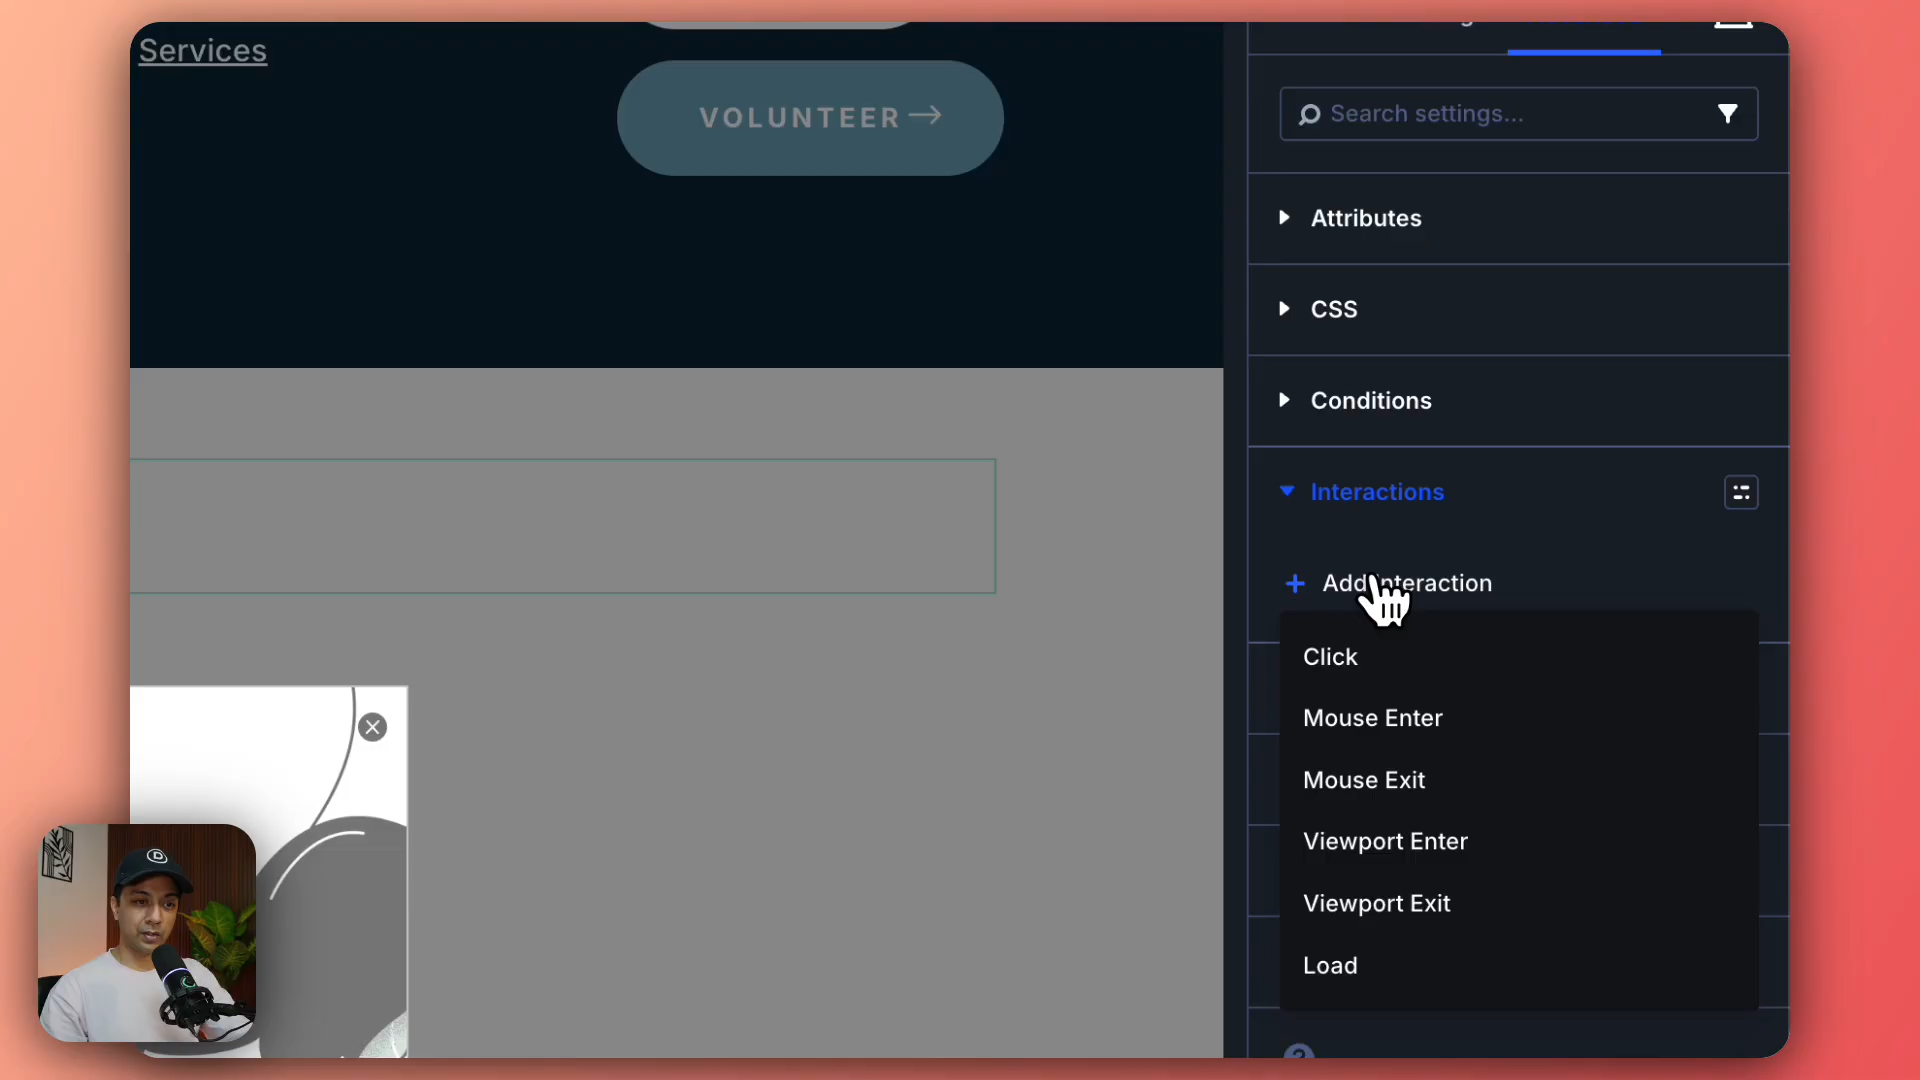 Services
VOLUNTEER
Search settings...
Attributes
CSS
Conditions
Interactions
Add Interaction
Click
Mouse Enter
Mouse Exit
Viewport Enter
Viewport Exit
Load